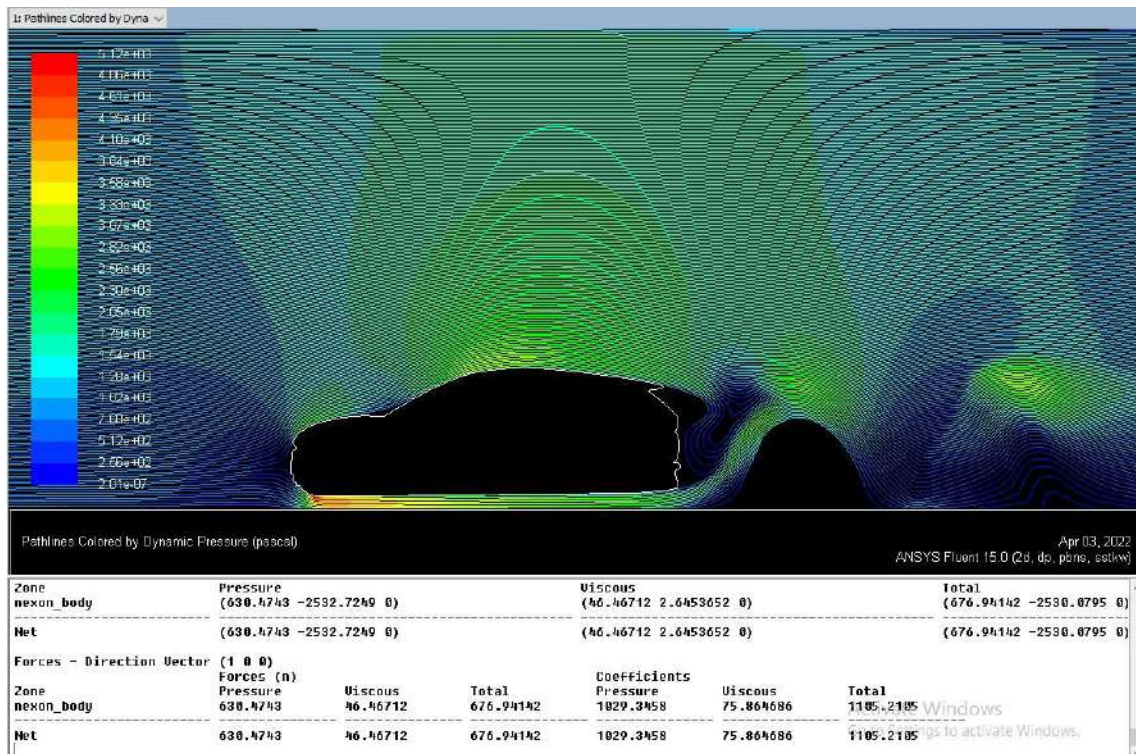 1: Pathlines Colored by Dyna
5.12e+03
4.86e+03
4.61e+03
4.35e+03
4.10e+03
3.84e+03
3.58e+03
3.33e+03
3.07e+03
2.82e+03
2.56e+03
2.30e+03
2.05e+03
1.79e+03
1.54e+03
1.28e+03
1.02e+03
5.12e+02
2.56e+02
2.01e-07
Pathlines Colored by Dynamic Pressure (pascal)
Apr 03, 2022
ANSYS Fluent 15.0 (2d, dp, pbns, sstkw)
Zone Pressure Viscous Total
nexon_body (630.4743 -2532.7249 0) (46.46712 2.6453652 0) (676.94142 -2530.0795 0)
Net (630.4743 -2532.7249 0) (46.46712 2.6453652 0) (676.94142 -2530.0795 0)
Forces - Direction Vector (1 0 0)
Forces (n) Coefficients
Zone Pressure Viscous Total Pressure Viscous Total
nexon_body 630.4743 46.46712 676.94142 1029.3458 75.864686 1105.2105
Net 630.4743 46.46712 676.94142 1029.3458 75.864686 1105.2105
Activate Windows
Go to Settings to activate Windows.